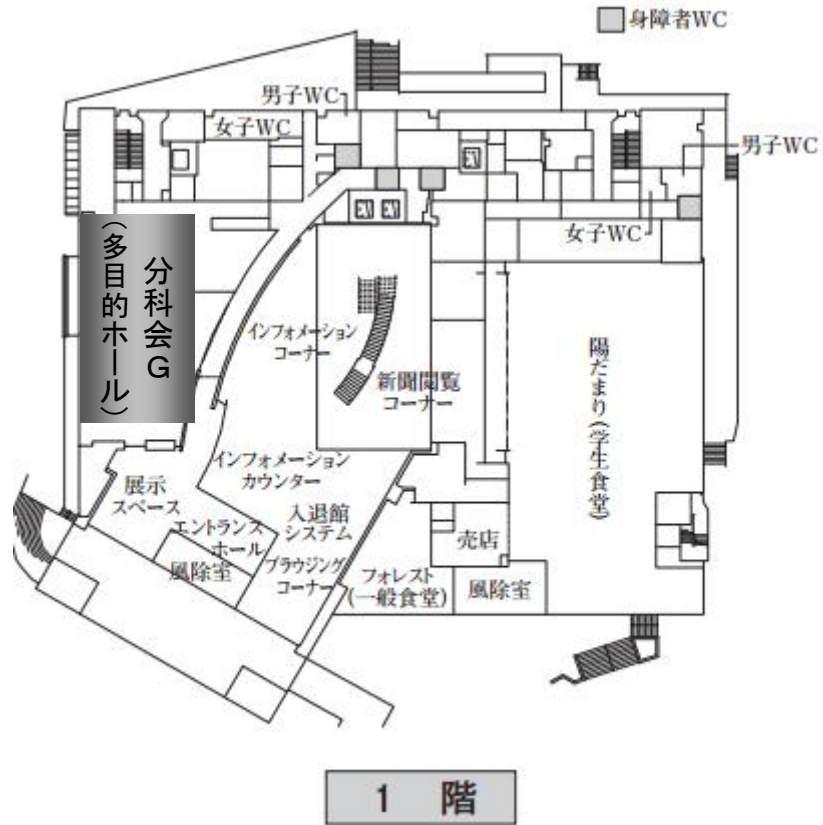 身障者WC
男子WC
女子WC
男子WC
女子WC
分科会G
(多目的ホール)
インフォメーション
コーナー
新聞閲覧
コーナー
陽だまり(学生食堂)
インフォメーション
カウンター
展示
スペース
エントランス
ホール
入退館
システム
風除室
ブラウジング
コーナー
売店
フォレスト
(一般食堂)
風除室
1 階